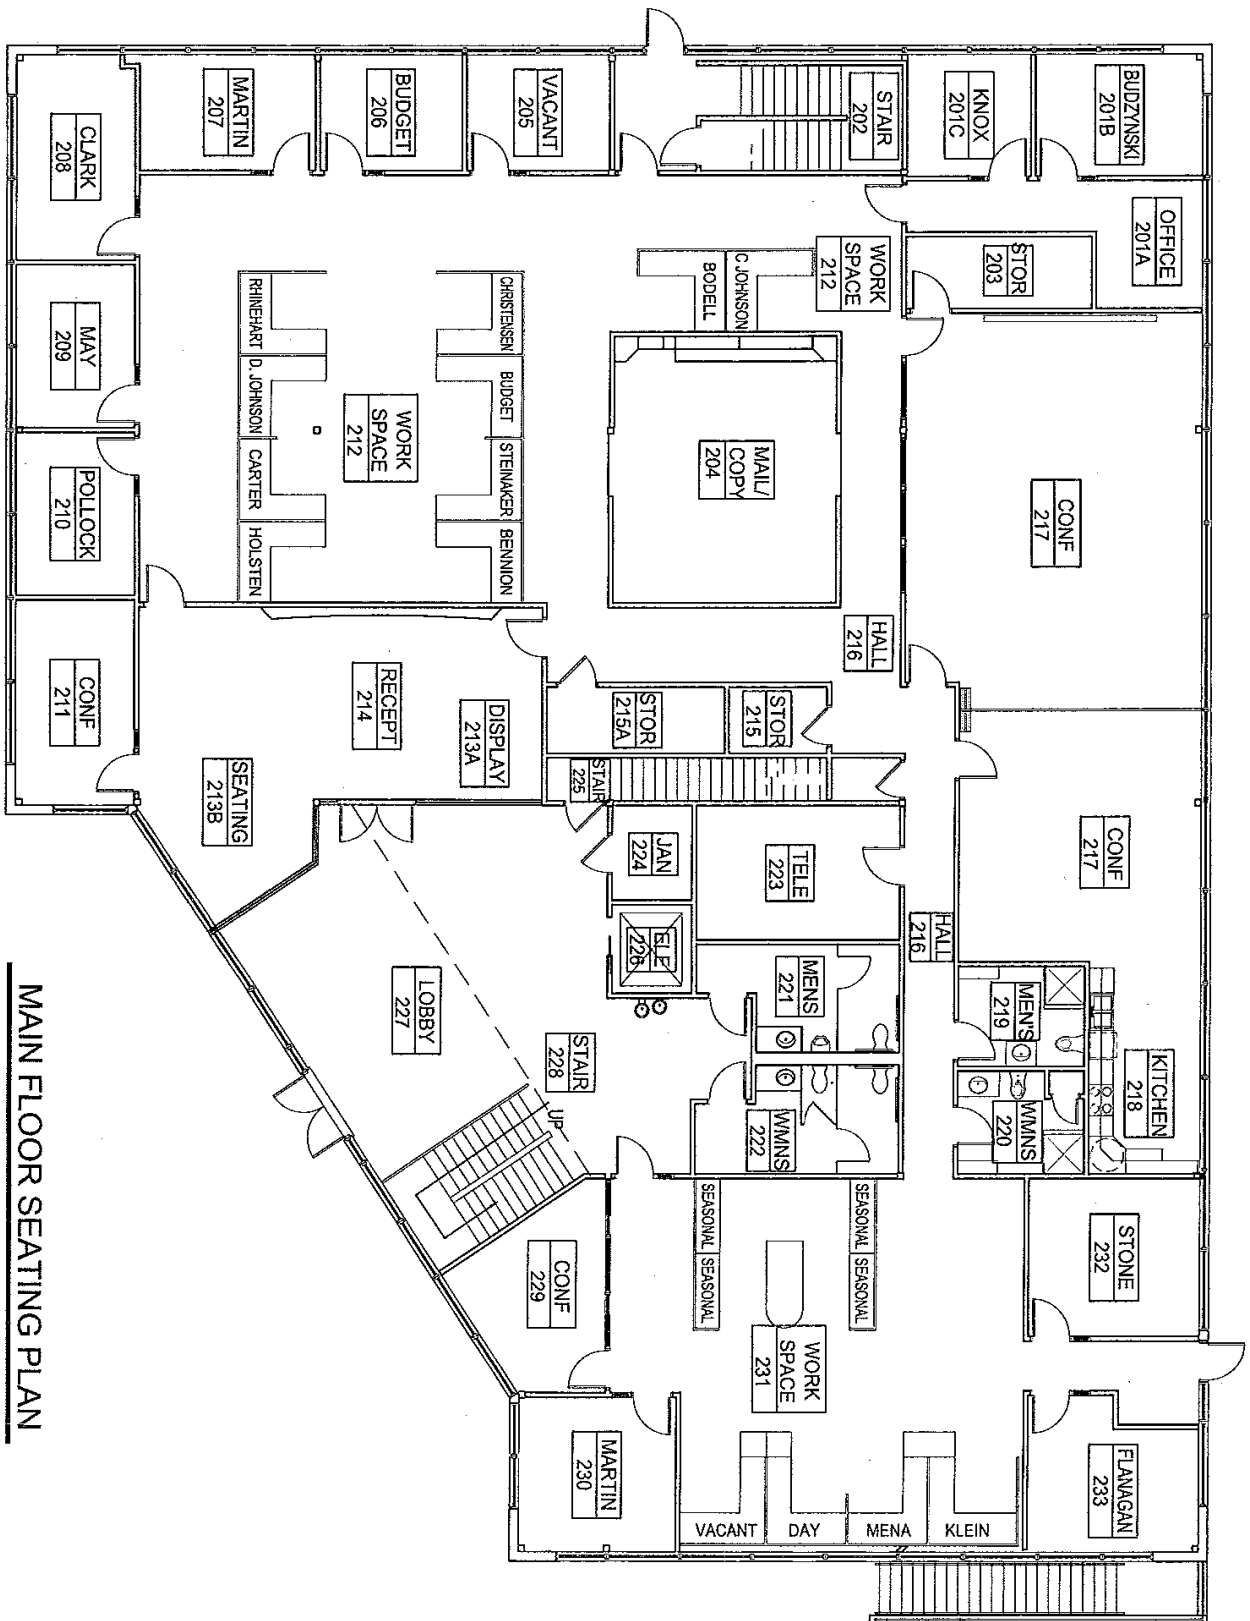 BUDZYNSKI
201B
KNOX
201C
STAIR
202
VACANT
205
BUDGET
206
MARTIN
207
CLARK
208
OFFICE
201A
STOR
203
WORK
SPACE
212
C JOHNSON
BODELL
CHRISTENSEN
RHINEHART
MAY
209
BUDGET
D. JOHNSON
WORK
SPACE
212
MAIL/
COPY
204
STEINAKER
CARTER
POLLOCK
210
CONF
217
BENNION
HOLSTEN
HALL
216
RECEPT
214
CONF
211
STOR
215
STOR
215A
DISPLAY
213A
SEATING
213B
STAIR
225
CONF
217
TELE
223
JAN
224
HALL
216
ELE
226
LOBBY
227
MENS
221
MEN'S
219
KITCHEN
218
WMNS
220
WMNS
222
STAIR
228
UP
STONE
232
SEASONAL
SEASONAL
SEASONAL
SEASONAL
CONF
229
WORK
SPACE
231
FLANAGAN
233
MARTIN
230
VACANT
DAY
MENA
KLEIN
MAIN FLOOR SEATING PLAN